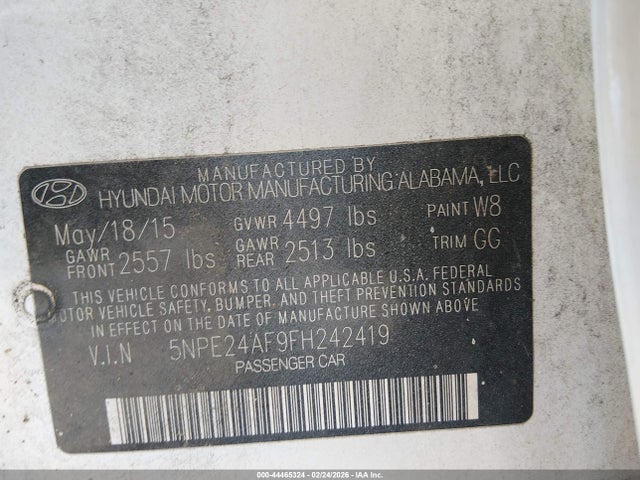 MANUFACTURED BY
HYUNDAI MOTOR MANUFACTURING ALABAMA, LLC
May/18/15 GVWR 4497 lbs PAINT W8
GAWR FRONT 2557 lbs GAWR REAR 2513 lbs TRIM GG
THIS VEHICLE CONFORMS TO ALL APPLICABLE U.S.A. FEDERAL
MOTOR VEHICLE SAFETY, BUMPER, AND THEFT PREVENTION STANDARDS
IN EFFECT ON THE DATE OF MANUFACTURE SHOWN ABOVE.
V.I.N 5NPE24AF9FH242419
PASSENGER CAR
000-44465324 | 02/24/2026 - IAA Inc.